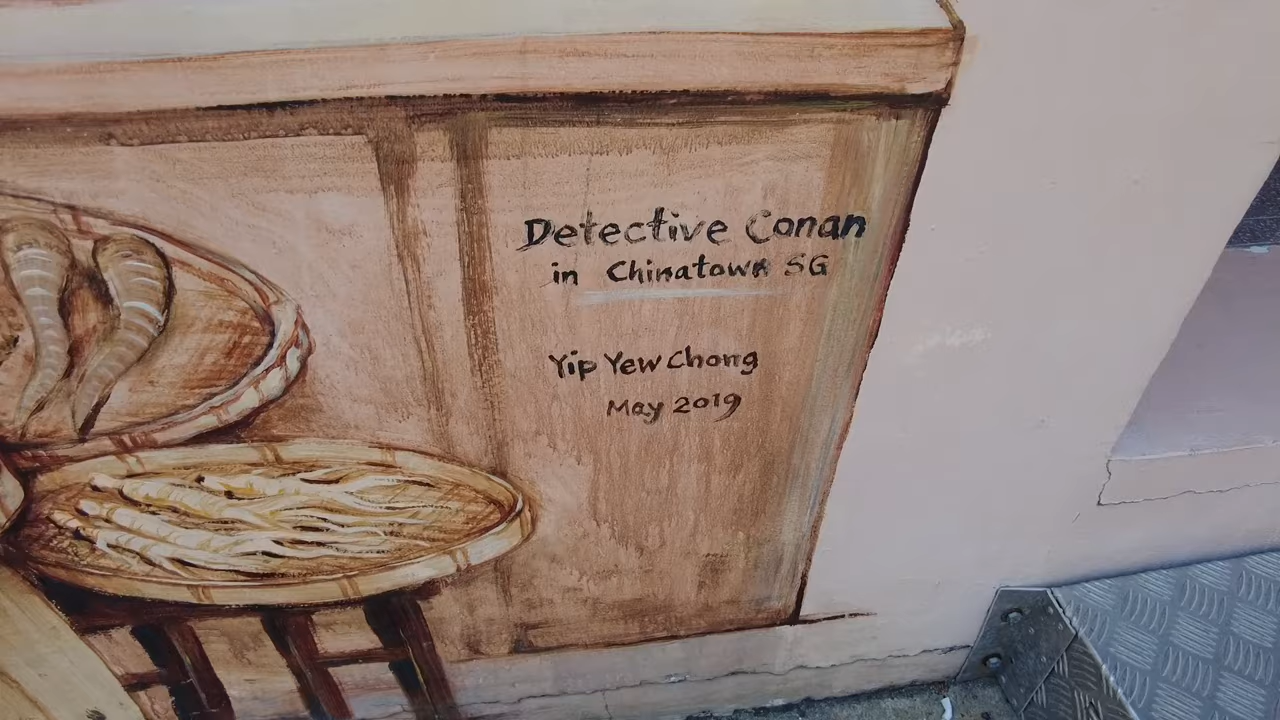 Detective Conan
in Chinatown SG
Yip Yew Chong
May 2019